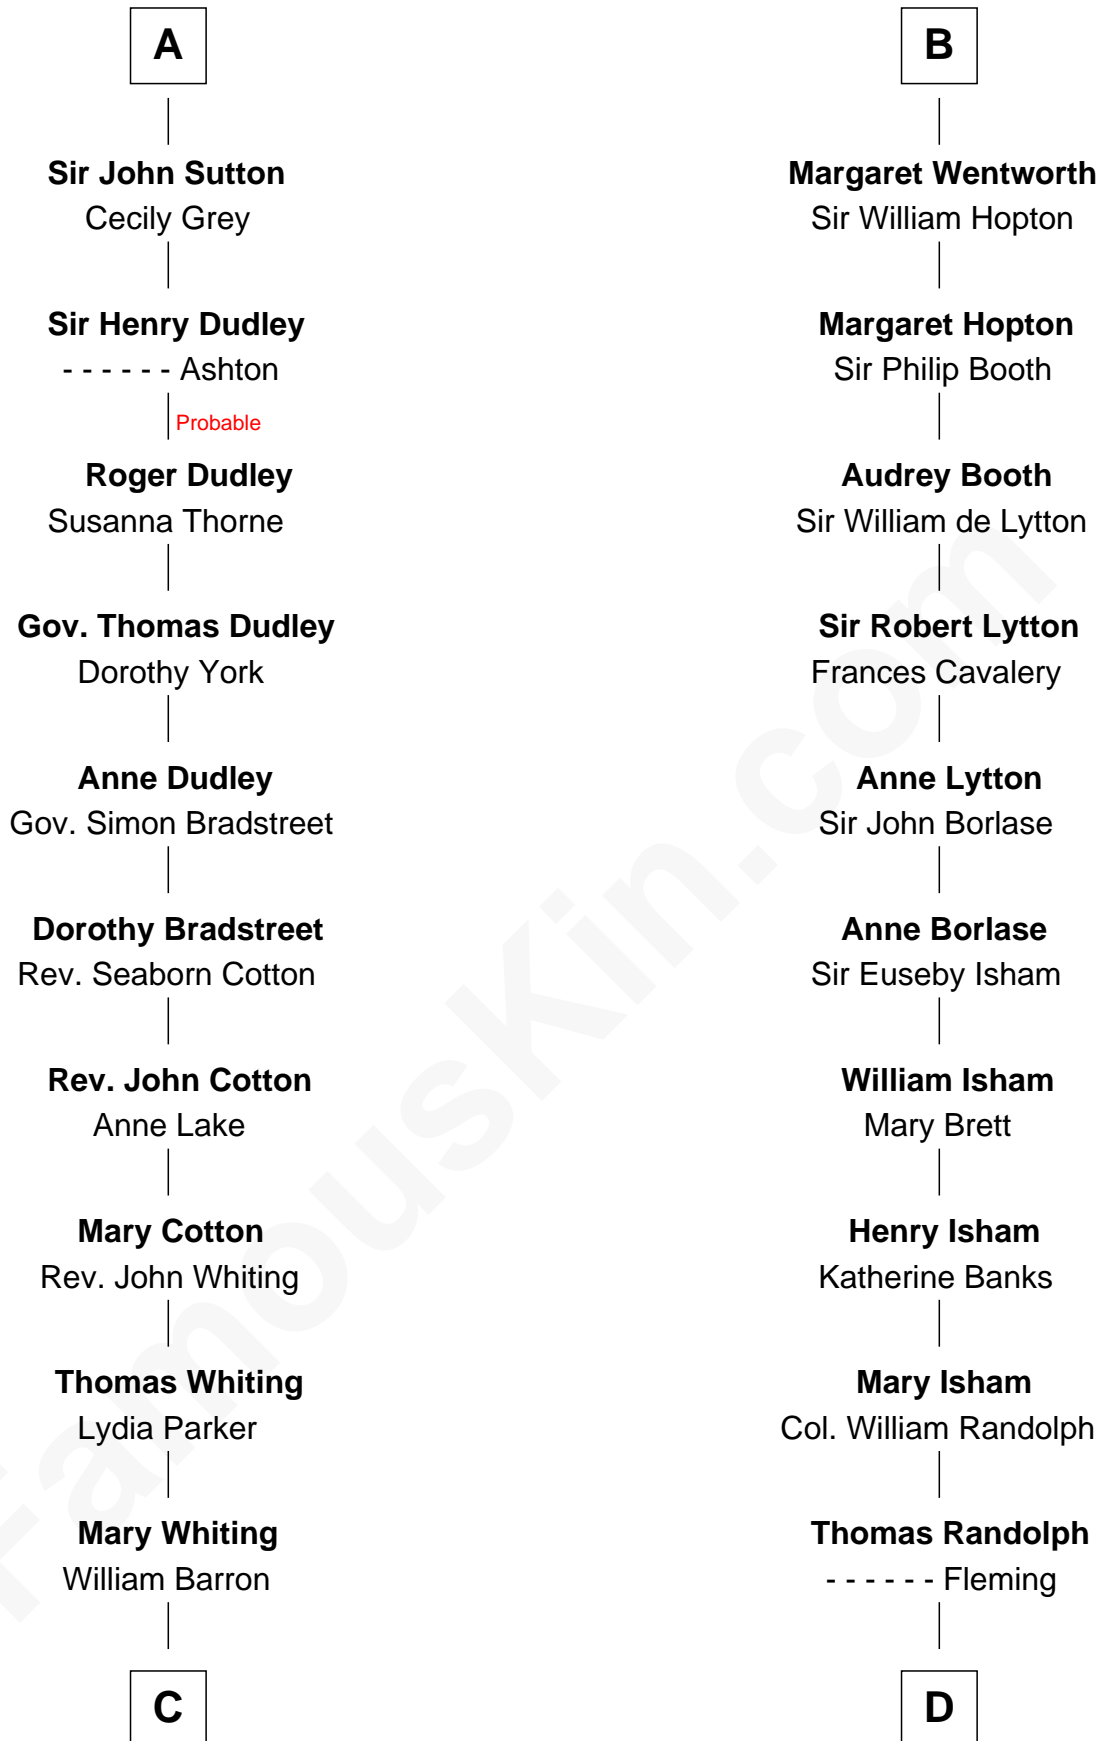 A
Sir John Sutton
Cecily Grey
Sir Henry Dudley
- - - - - - Ashton
Probable
Roger Dudley
Susanna Thorne
Gov. Thomas Dudley
Dorothy York
Anne Dudley
Gov. Simon Bradstreet
Dorothy Bradstreet
Rev. Seaborn Cotton
Rev. John Cotton
Anne Lake
Mary Cotton
Rev. John Whiting
Thomas Whiting
Lydia Parker
Mary Whiting
William Barron
C
B
Margaret Wentworth
Sir William Hopton
Margaret Hopton
Sir Philip Booth
Audrey Booth
Sir William de Lytton
Sir Robert Lytton
Frances Cavalery
Anne Lytton
Sir John Borlase
Anne Borlase
Sir Euseby Isham
William Isham
Mary Brett
Henry Isham
Katherine Banks
Mary Isham
Col. William Randolph
Thomas Randolph
- - - - - - Fleming
D
FamousKin.com